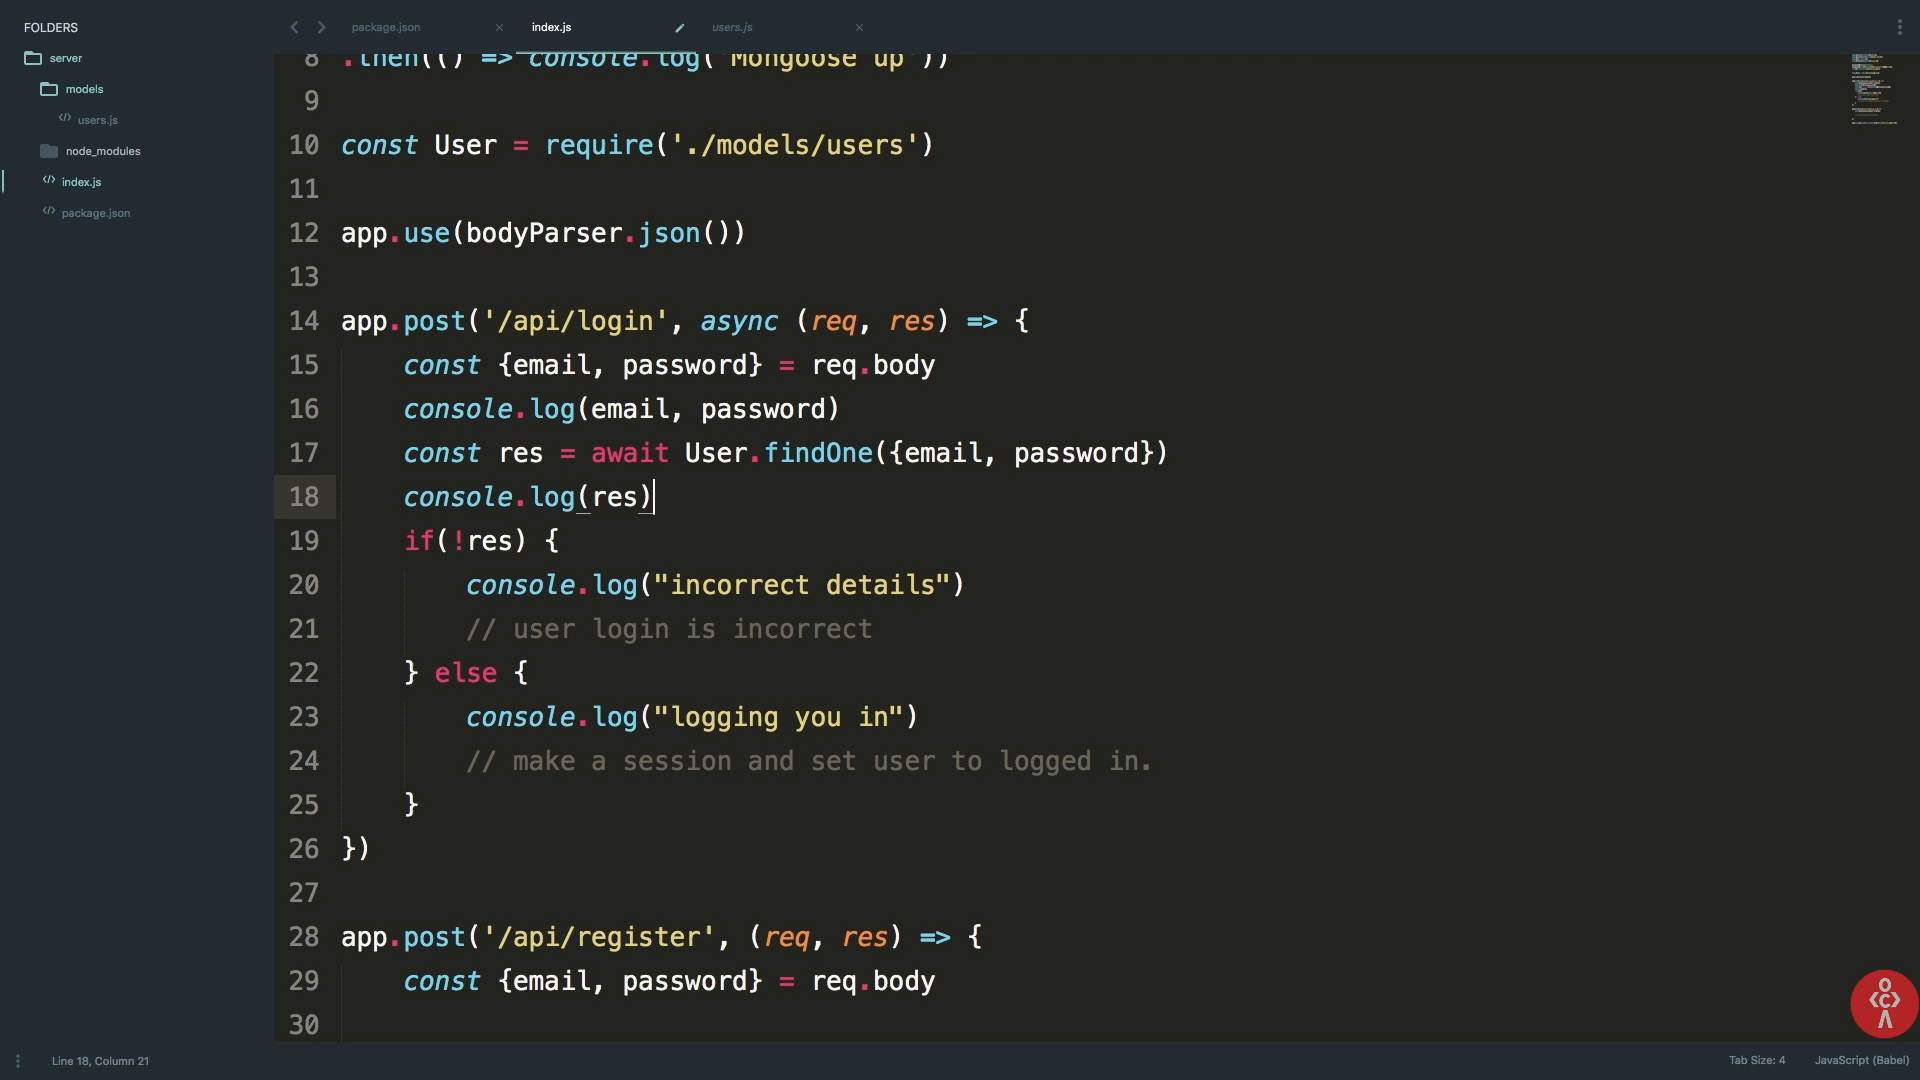 FOLDERS
server
models
users.js
node_modules
index.js
package.json
package.json
index.js
users.js
8 .then(() => console.log('Mongoose up'))
9
10 const User = require('./models/users')
11
12 app.use(bodyParser.json())
13
14 app.post('/api/login', async (req, res) => {
15 const {email, password} = req.body
16 console.log(email, password)
17 const res = await User.findOne({email, password})
18 console.log(res)
19 if(!res) {
20 console.log("incorrect details")
21 // user login is incorrect
22 } else {
23 console.log("logging you in")
24 // make a session and set user to logged in.
25 }
26 })
27
28 app.post('/api/register', (req, res) => {
29 const {email, password} = req.body
30
Line 18, Column 21
Tab Size: 4
JavaScript (Babel)